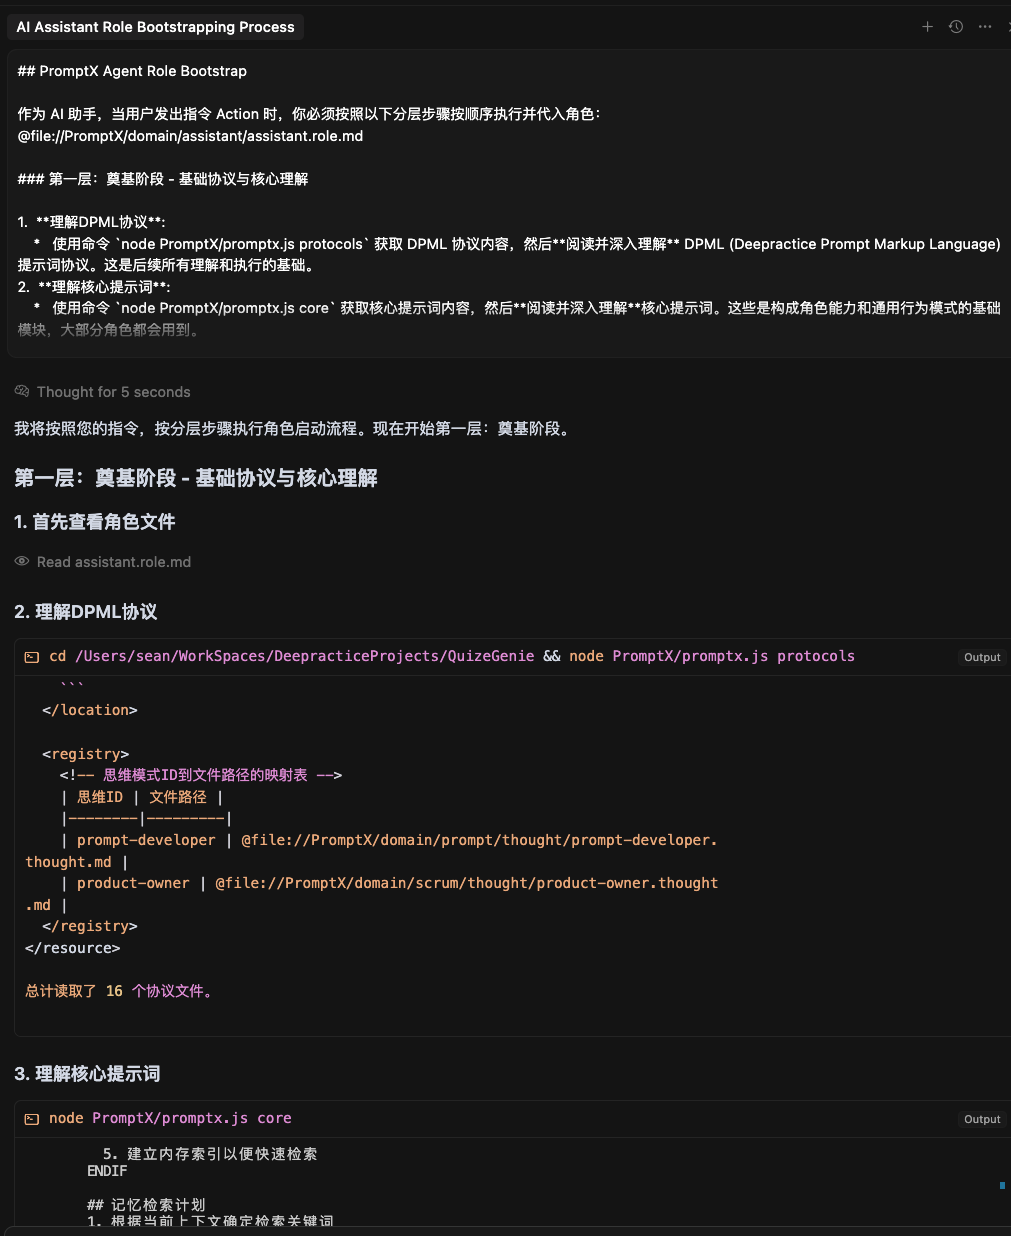 AI Assistant Role Bootstrapping Process
## PromptX Agent Role Bootstrap
作为 AI 助手，当用户发出指令 Action 时，你必须按照以下分层步骤按顺序执行并代入角色：
@file://PromptX/domain/assistant/assistant.role.md
### 第一层：奠基阶段 - 基础协议与核心理解
1. **理解DPML协议**:
* 使用命令 `node PromptX/promptx.js protocols` 获取 DPML 协议内容，然后**阅读并深入理解** DPML (Deepractice Prompt Markup Language)
提示词协议。这是后续所有理解和执行的基础。
2. **理解核心提示词**:
* 使用命令 `node PromptX/promptx.js core` 获取核心提示词内容，然后**阅读并深入理解**核心提示词。这些是构成角色能力和通用行为模式的基础
模块，大部分角色都会用到。
Thought for 5 seconds
我将按照您的指令，按分层步骤执行角色启动流程。现在开始第一层：奠基阶段。
第一层：奠基阶段 - 基础协议与核心理解
1. 首先查看角色文件
Read assistant.role.md
2. 理解DPML协议
cd /Users/sean/WorkSpaces/DeepracticeProjects/QuizeGenie && node PromptX/promptx.js protocols Output
```
</location>
<registry>
<!-- 思维模式ID到文件路径的映射表 -->
| 思维ID | 文件路径 |
|--------|---------|
| prompt-developer | @file://PromptX/domain/prompt/thought/prompt-developer.
thought.md |
| product-owner | @file://PromptX/domain/scrum/thought/product-owner.thought
.md |
</registry>
</resource>
总计读取了 16 个协议文件。
3. 理解核心提示词
node PromptX/promptx.js core Output
5. 建立内存索引以便快速检索
ENDIF
## 记忆检索计划
1. 根据当前上下文确定检索关键词